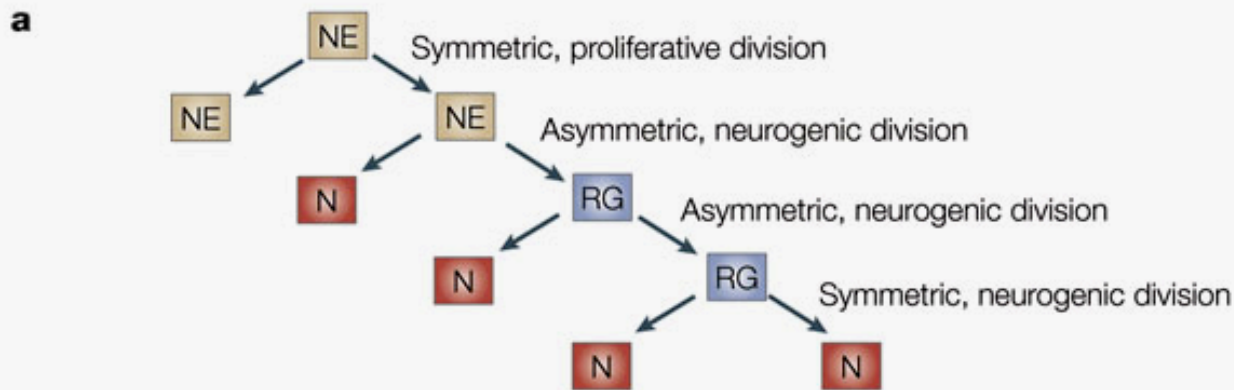 a
NE
Symmetric, proliferative division
NE
NE
Asymmetric, neurogenic division
N
RG
Asymmetric, neurogenic division
N
RG
Symmetric, neurogenic division
N
N